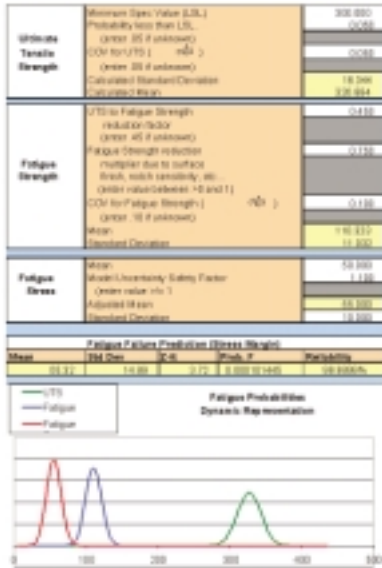 Minimum Spec Value (LSL) 300.000
Probability less than LSL 0.050
(enter .05 if unknown)
Ultimate
Tensile
Strength
COV for UTS ( ) 0.050
(enter .05 if unknown)
Calculated Standard Deviation
Calculated Mean
UTS to Fatigue Strength 0.450
reduction factor
(enter .45 if unknown)
Fatigue Strength reduction 0.750
multiplier due to surface
finish, notch sensitivity, etc.
(enter value between >0 and 1)
Fatigue
Strength
COV for Fatigue Strength ( ) 0.100
(enter .10 if unknown)
Mean
Standard Deviation
Fatigue
Stress
Mean 50.000
Model Uncertainty Safety Factor 1.100
(enter value >= 1
Adjusted Mean 55.000
Standard Deviation 10.000
Fatigue Failure Prediction (Stress Margin)
Mean Std Dev Prob. F Reliability
UTS
Fatigue
Fatigue
Fatigue Probabilities
Dynamic Representation
0 100 200 300 400 500